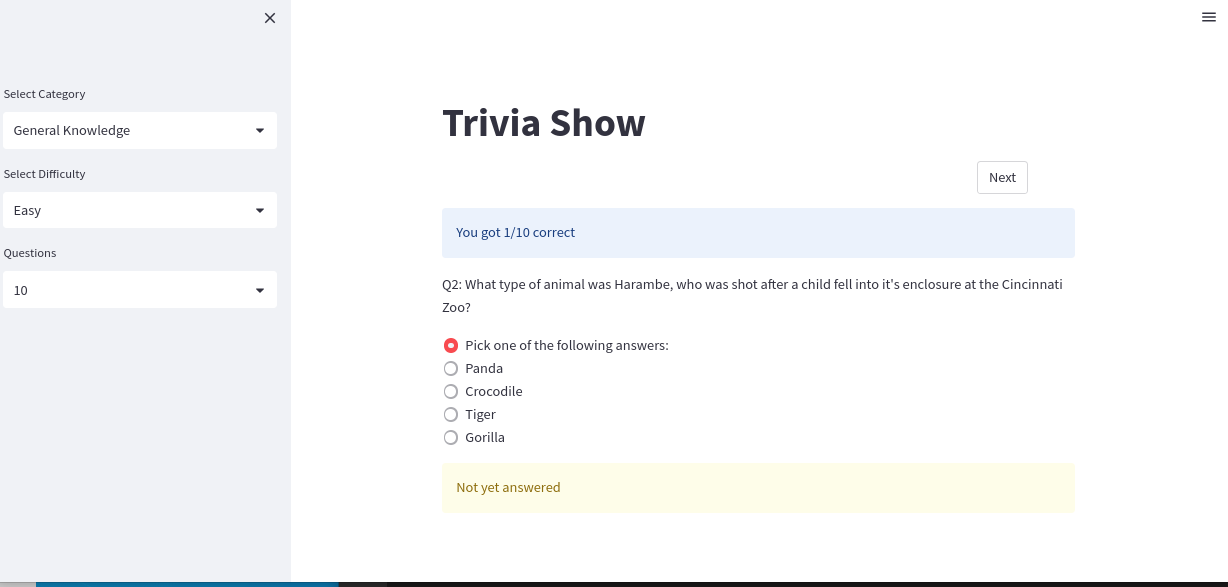 Select Category
General Knowledge
Select Difficulty
Easy
Questions
10
Trivia Show
Next
You got 1/10 correct
Q2: What type of animal was Harambe, who was shot after a child fell into it's enclosure at the Cincinnati
Zoo?
Pick one of the following answers:
Panda
Crocodile
Tiger
Gorilla
Not yet answered